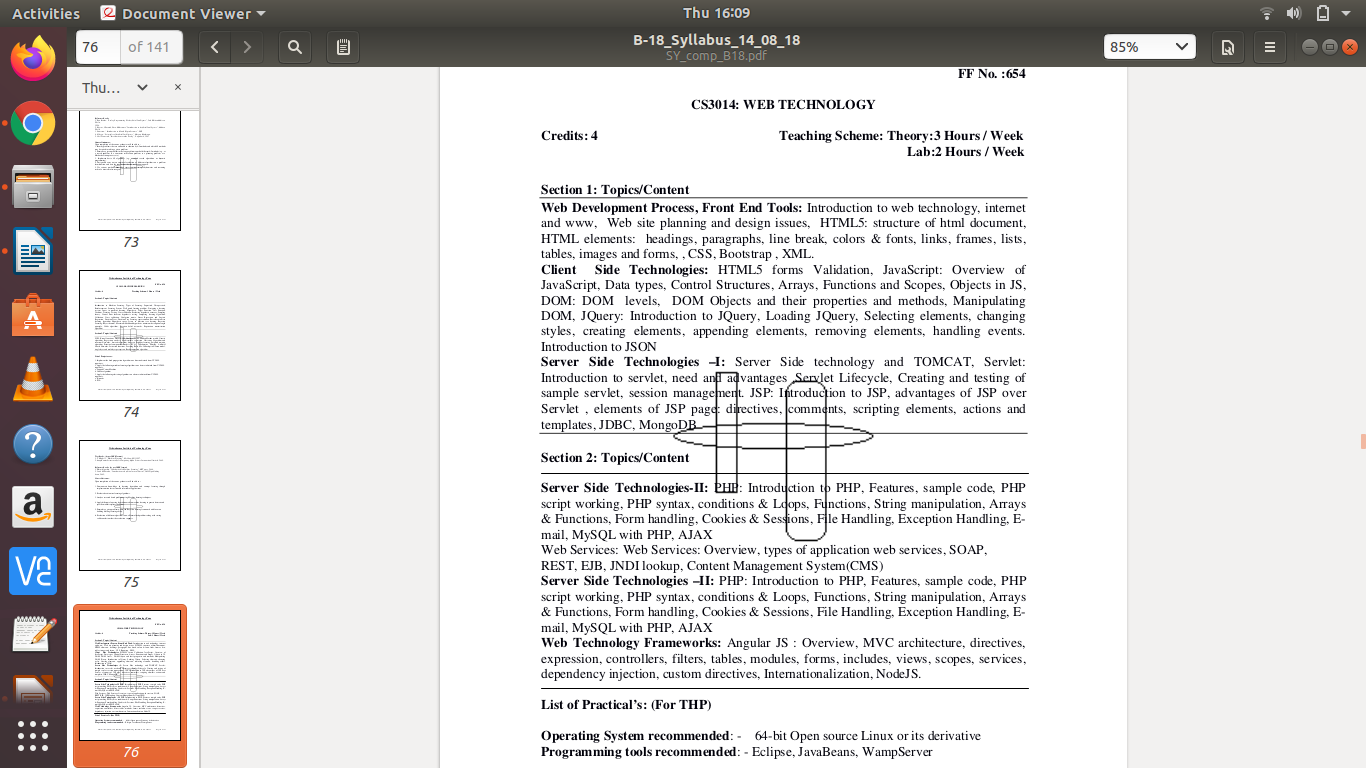 Activities
Document Viewer
Thu 16:09
76
of 141
B-18_Syllabus_14_08_18
SY_comp_B18.pdf
85%
Thu…
73
74
75
76
FF No. :654
CS3014: WEB TECHNOLOGY
Credits: 4
Teaching Scheme: Theory:3 Hours / Week
Lab:2 Hours / Week
Section 1: Topics/Content
Web Development Process, Front End Tools: Introduction to web technology, internet
and www, Web site planning and design issues, HTML5: structure of html document,
HTML elements: headings, paragraphs, line break, colors & fonts, links, frames, lists,
tables, images and forms, , CSS, Bootstrap , XML.
Client Side Technologies: HTML5 forms Valication, JavaScript: Overview of
JavaScript, Data types, Control Structures, Arrays, Functions and Scopes, Objects in JS,
DOM: DOM levels, DOM Objects and their properties and methods, Manipulating
DOM, JQuery: Introduction to JQuery, Loading JQuery, Selecting elements, changing
styles, creating elements, appending elements, removing elements, handling events.
Introduction to JSON
Server Side Technologies –I: Server Side Technology and TOMCAT, Servlet:
Introduction to servlet, need and advantages, Servlet Lifecycle, Creating and testing of
sample servlet, session management. JSP: Introduction to JSP, advantages of JSP over
Servlet , elements of JSP page: directives, comments, scripting elements, actions and
templates, JDBC, MongoDB.
Section 2: Topics/Content
Server Side Technologies-II: PHP: Introduction to PHP, Features, sample code, PHP
script working, PHP syntax, conditions & Loops, Functions, String manipulation, Arrays
& Functions, Form handling, Cookies & Sessions, File Handling, Exception Handling, E-
mail, MySQL with PHP, AJAX
Web Services: Web Services: Overview, types of application web services, SOAP,
REST, EJB, JNDI lookup, Content Management System(CMS)
Server Side Technologies –II: PHP: Introduction to PHP, Features, sample code, PHP
script working, PHP syntax, conditions & Loops, Functions, String manipulation, Arrays
& Functions, Form handling, Cookies & Sessions, File Handling, Exception Handling, E-
mail, MySQL with PHP, AJAX
Web Technology Frameworks: Angular JS : Overview, MVC architecture, directives,
expression, controllers, filters, tables, modules, forms, includes, views, scopes, services,
dependency injection, custom directives, Internationalization, NodeJS.
List of Practical's: (For THP)
Operating System recommended: - 64-bit Open source Linux or its derivative
Programming tools recommended: - Eclipse, JavaBeans, WampServer